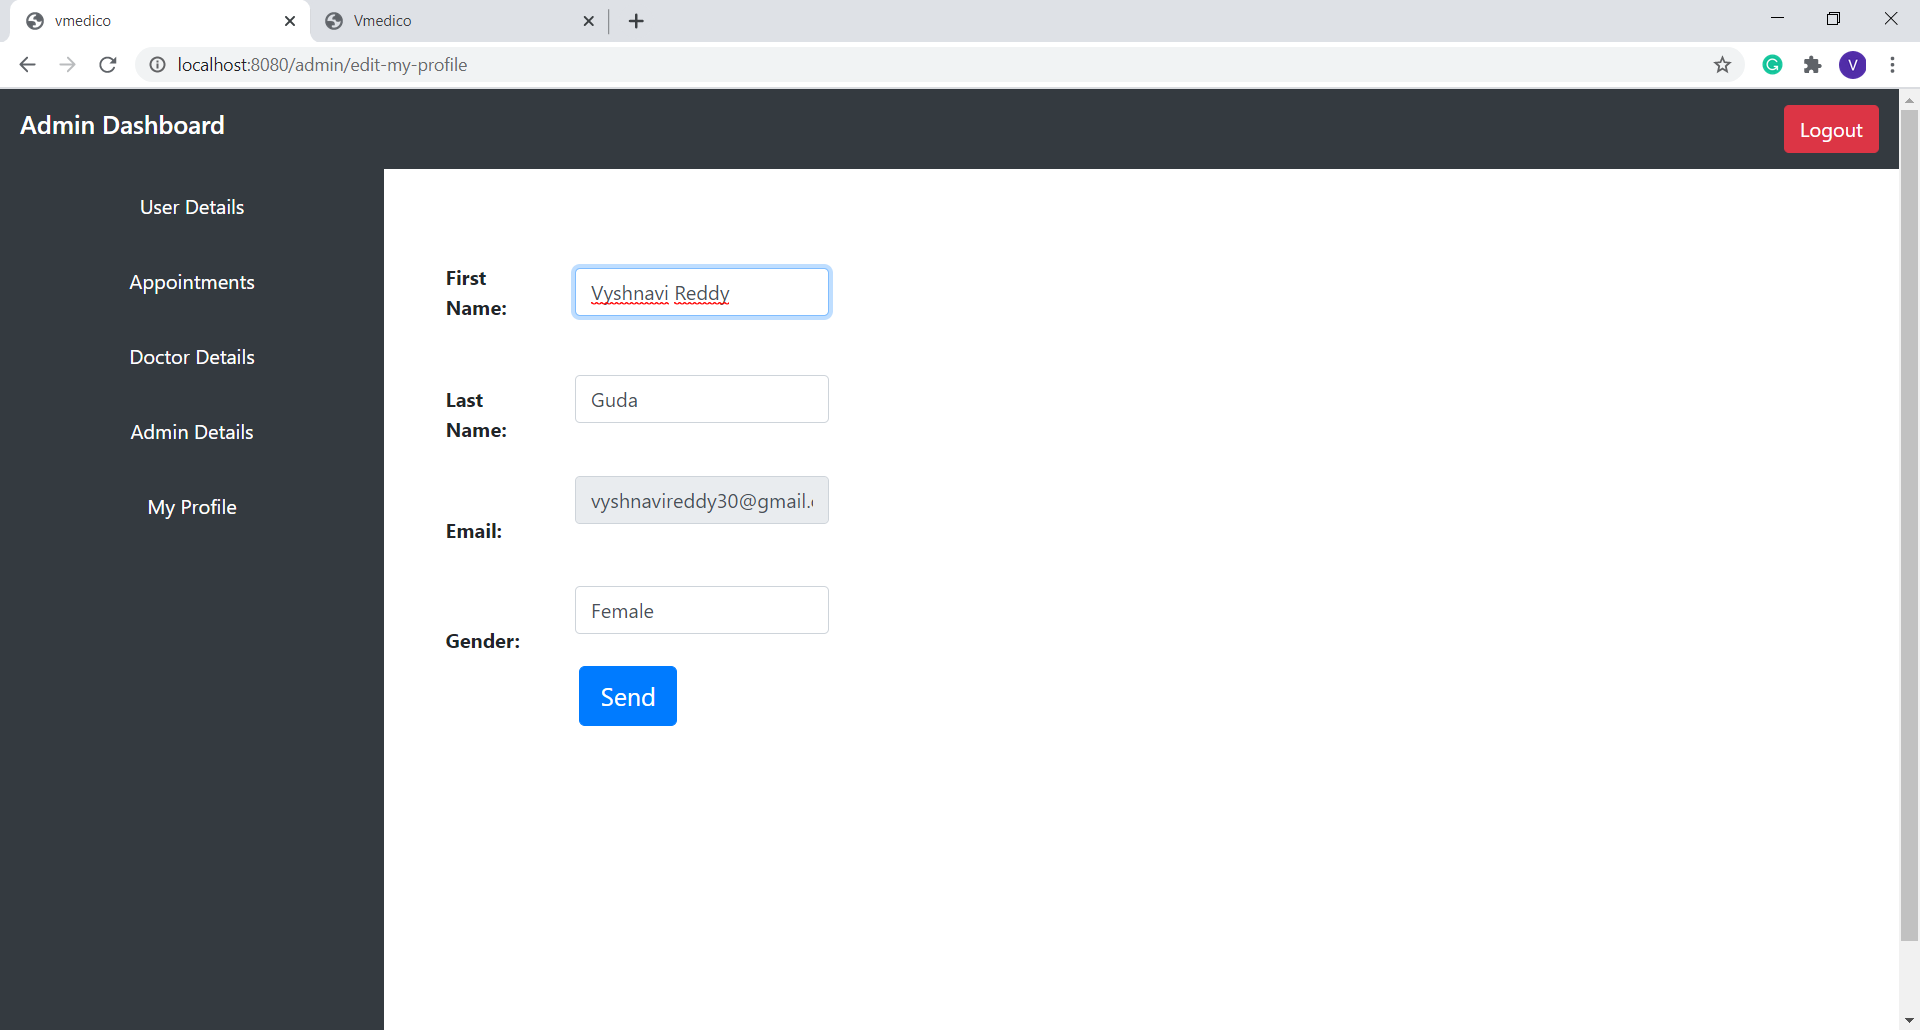 vmedico
Vmedico
localhost:8080/admin/edit-my-profile
V
Admin Dashboard
Logout
User Details
Appointments
Doctor Details
Admin Details
My Profile
First
Name:
Vyshnavi Reddy
Last
Name:
Guda
Email:
vyshnavireddy30@gmail.
Gender:
Female
Send